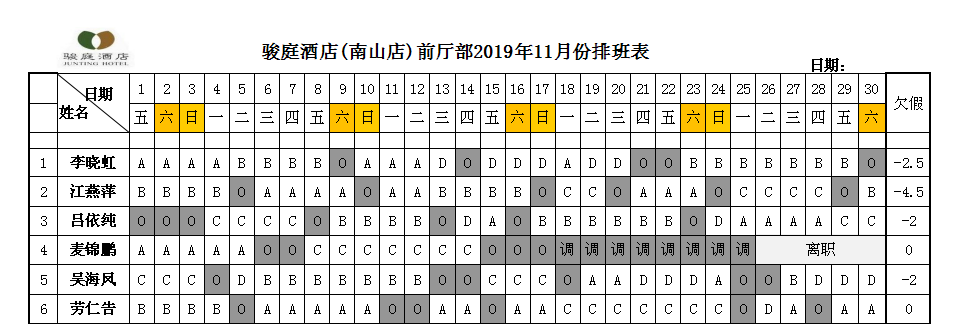 骏庭酒店
JUNTING HOTEL
骏庭酒店(南山店)前厅部2019年11月份排班表
日期:
日期 1 2 3 4 5 6 7 8 9 10 11 12 13 14 15 16 17 18 19 20 21 22 23 24 25 26 27 28 29 30 欠假
姓名 五 六 日 一 二 三 四 五 六 日 一 二 三 四 五 六 日 一 二 三 四 五 六 日 一 二 三 四 五 六
1 李晓虹 A A A A B B B B O A A A D O D D D A D D O O B B B B B B B O -2.5
2 江燕萍 B B B B O A A A A O A A B B B B O C C O A A A O C C C C O B -4.5
3 吕依纯 O O O C C C C O B B B B O D A O B B B B B B O D A A A A C C -2
4 麦锦鹏 A A A A A O O C C C C C C C O O O 调 调 调 调 调 调 调 调 离职 0
5 吴海凤 C C C O D B B B B B B B O O C C C O A A D D D A O O B D D D -2
6 劳仁告 B B B B O A A A A A O O A A O A A C C C C C C C O D A O A A 0